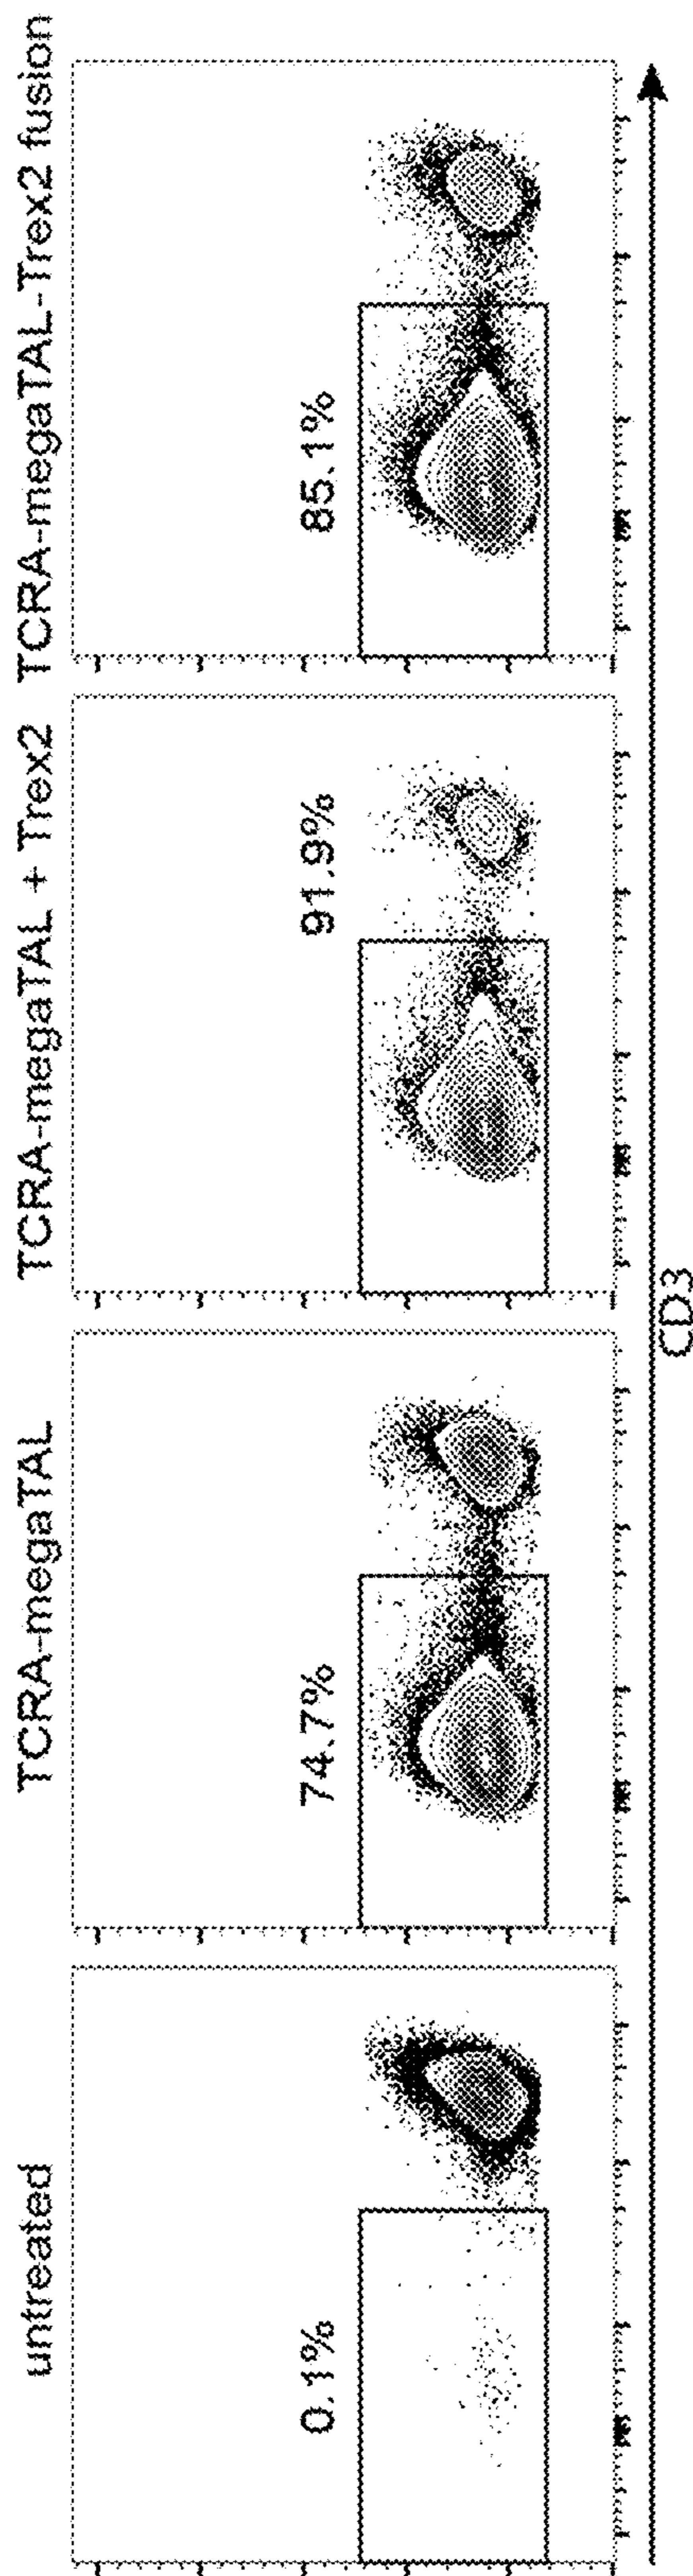 untreated
TCRA-megaTAL
TCRA-megaTAL + Trex2
TCRA-megaTAL-Trex2 fusion
0.1%
74.7%
91.9%
85.1%
CD3